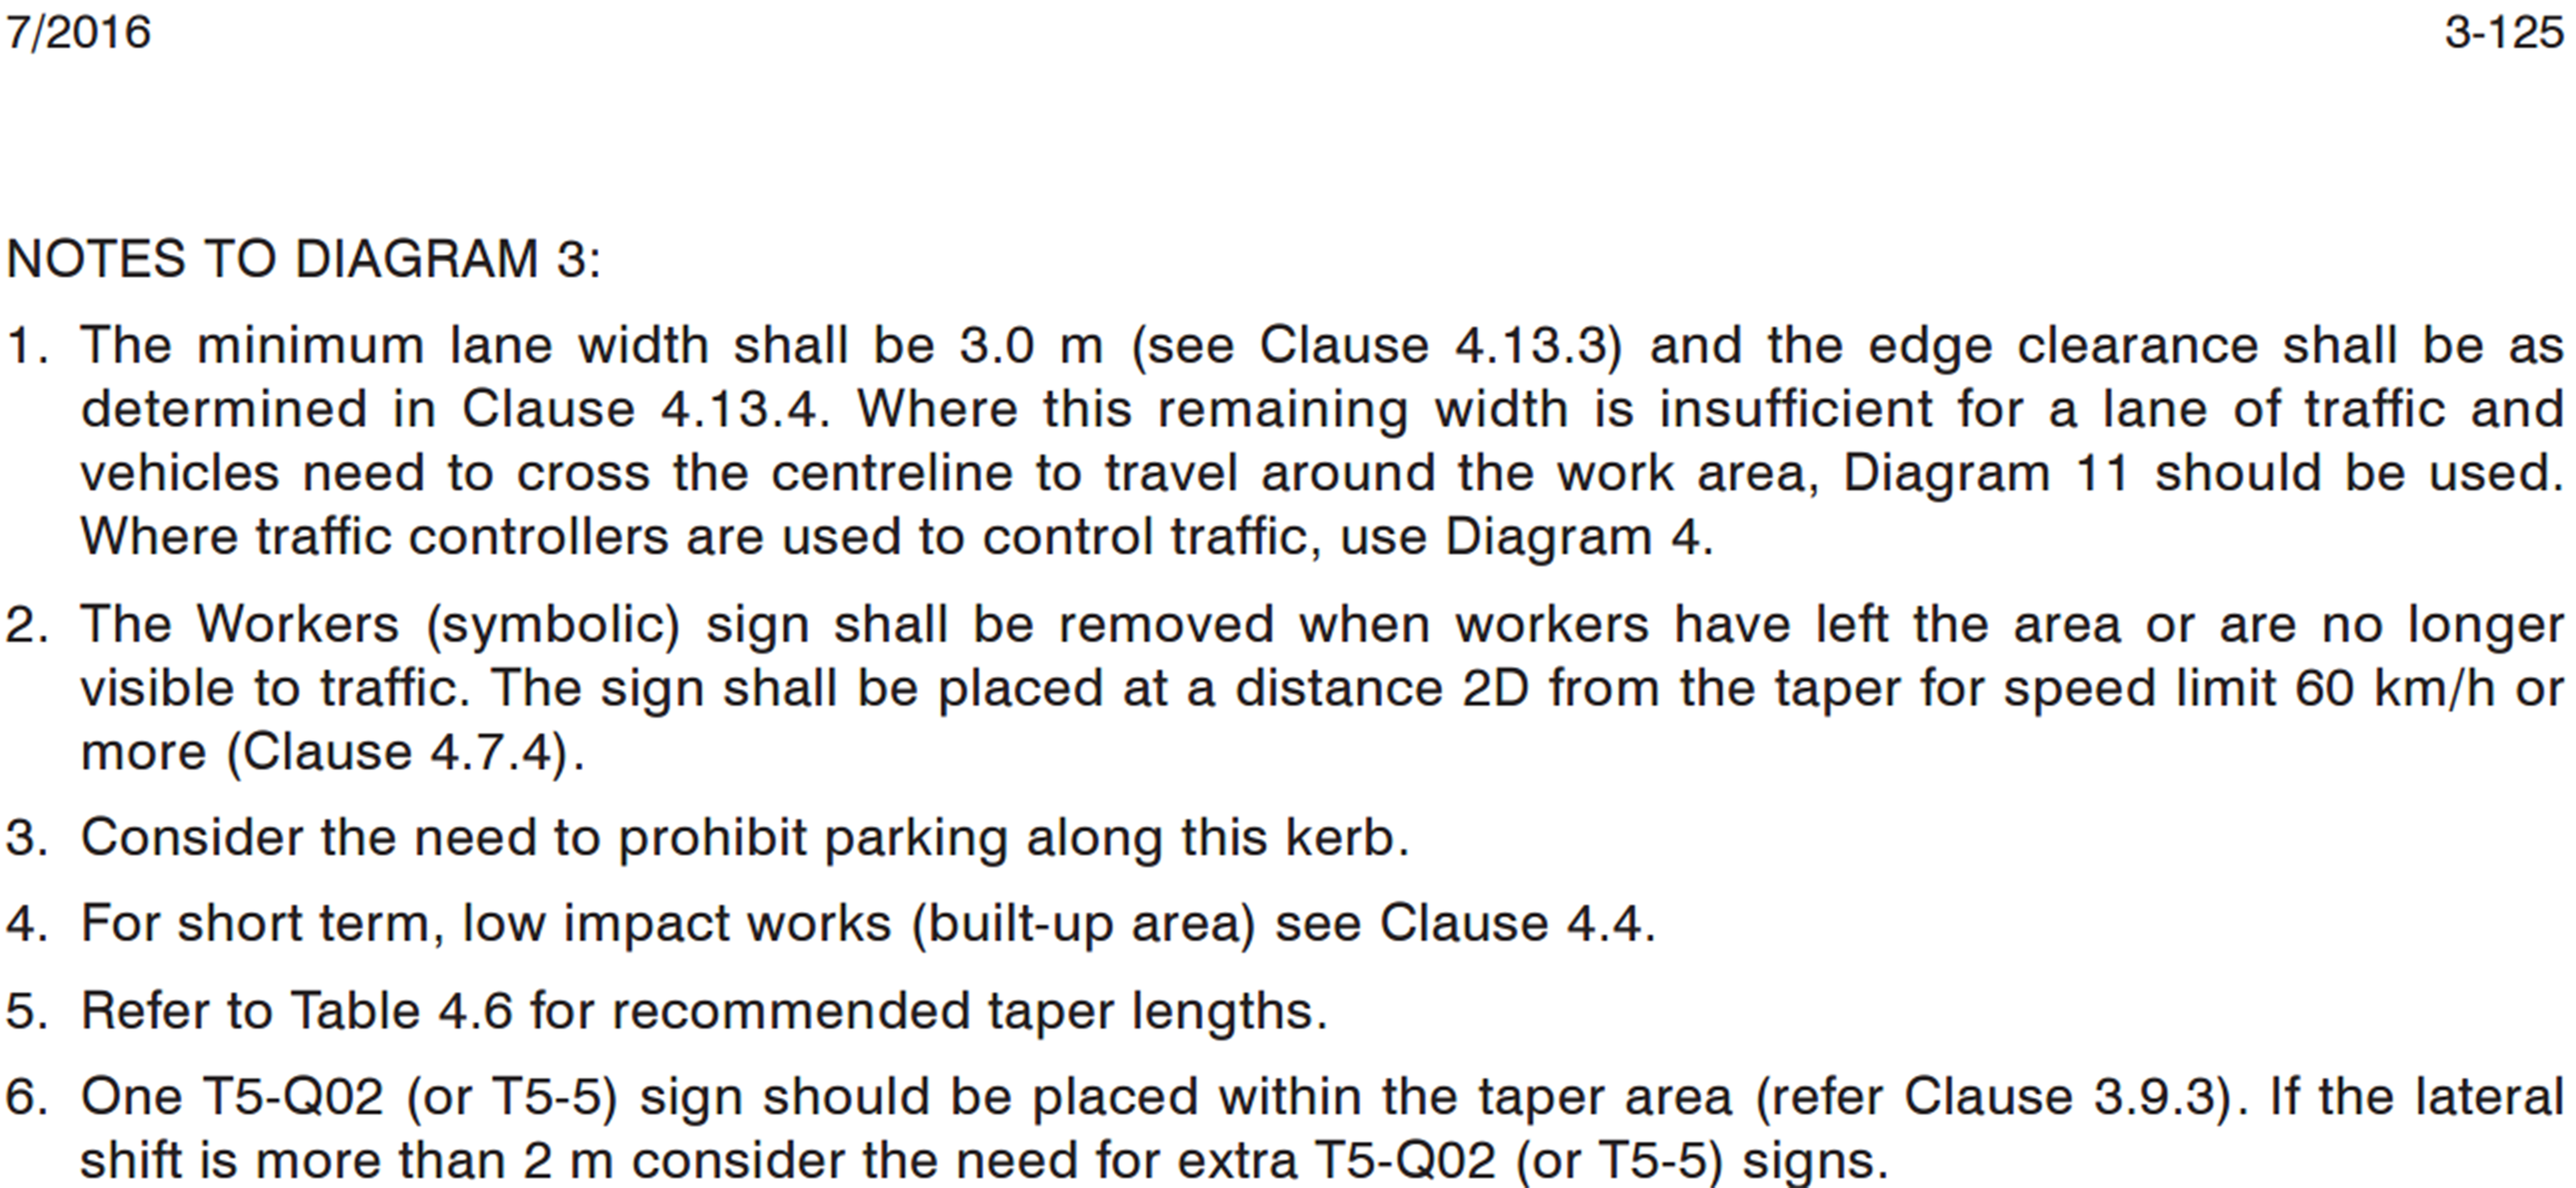 7/2016 3-125
NOTES TO DIAGRAM 3:
1. The minimum lane width shall be 3.0 m (see Clause 4.13.3) and the edge clearance shall be as
determined in Clause 4.13.4. Where this remaining width is insufficient for a lane of traffic and
vehicles need to cross the centreline to travel around the work area, Diagram 11 should be used.
Where traffic controllers are used to control traffic, use Diagram 4.
2. The Workers (symbolic) sign shall be removed when workers have left the area or are no longer
visible to traffic. The sign shall be placed at a distance 2D from the taper for speed limit 60 km/h or
more (Clause 4.7.4).
3. Consider the need to prohibit parking along this kerb.
4. For short term, low impact works (built-up area) see Clause 4.4.
5. Refer to Table 4.6 for recommended taper lengths.
6. One T5-Q02 (or T5-5) sign should be placed within the taper area (refer Clause 3.9.3). If the lateral
shift is more than 2 m consider the need for extra T5-Q02 (or T5-5) signs.